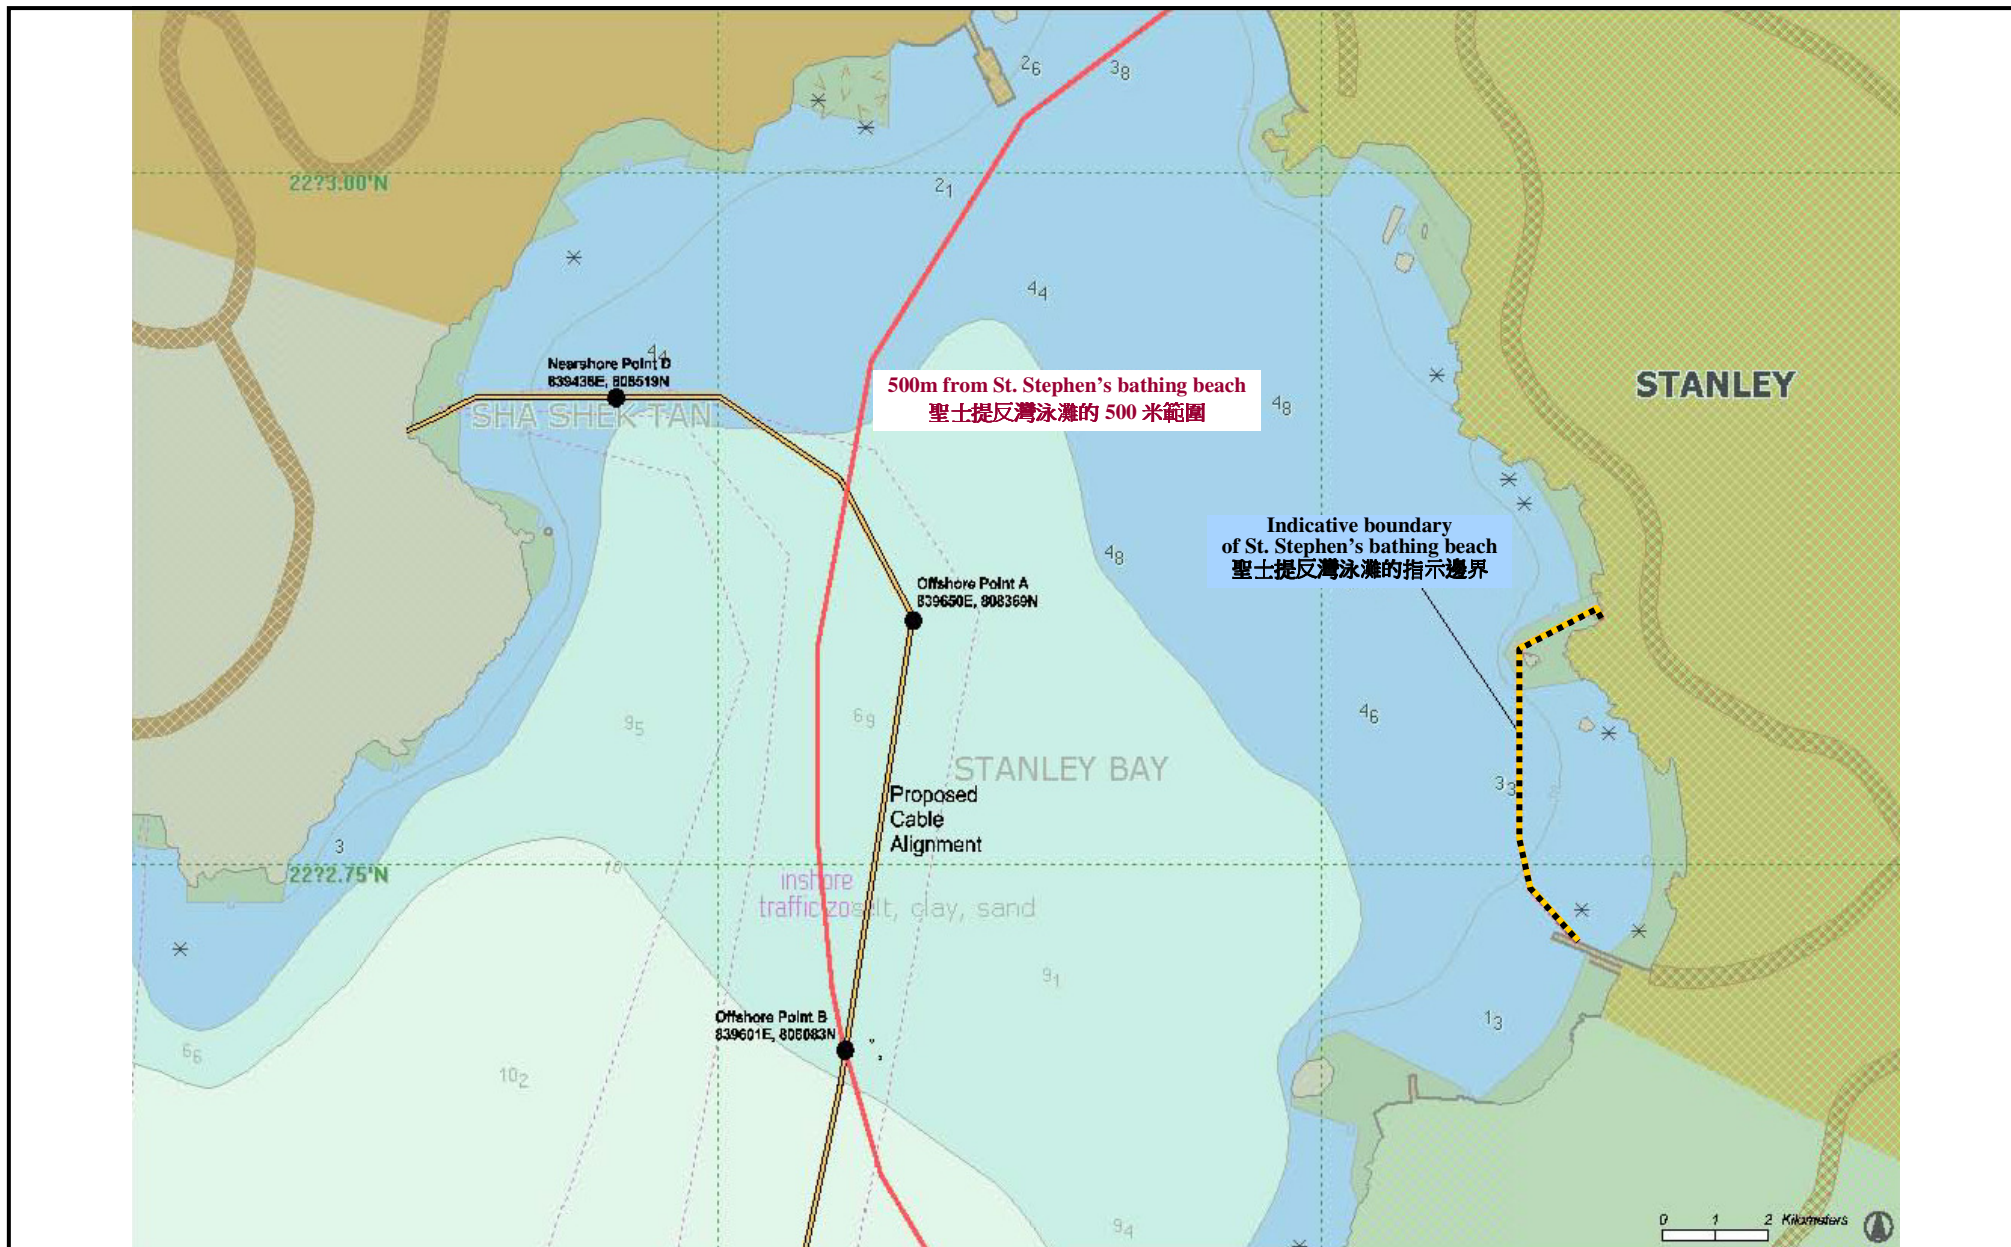 2₆
3₈
22?3.00'N
2₁
4₄
4₄
Nearshore Point D
839438E, 808519N
SHA SHEK TAN
500m from St. Stephen's bathing beach
聖士提反灣泳灘的 500 米範圍
STANLEY
4₈
4₈
Indicative boundary
of St. Stephen's bathing beach
聖士提反灣泳灘的指示邊界
Offshore Point A
839650E, 808369N
9₅
6₉
4₆
STANLEY BAY
3₃
Proposed
Cable
Alignment
3
22?2.75'N
10
inshore
traffic zo
silt, clay, sand
9₁
Offshore Point B
839601E, 808083N
6₆
10₂
1₃
9₄
0 1 2 Kilometers